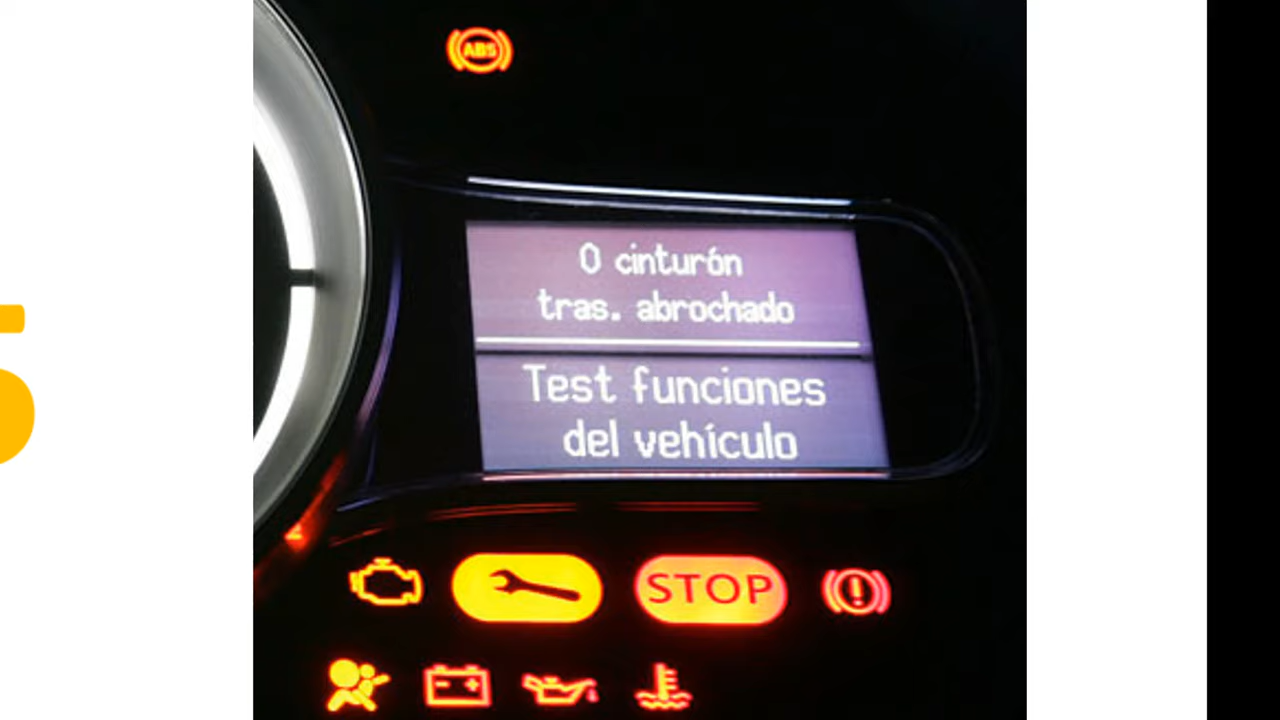 ABS
0 cinturón
tras. abrochado
Test funciones
del vehículo
STOP